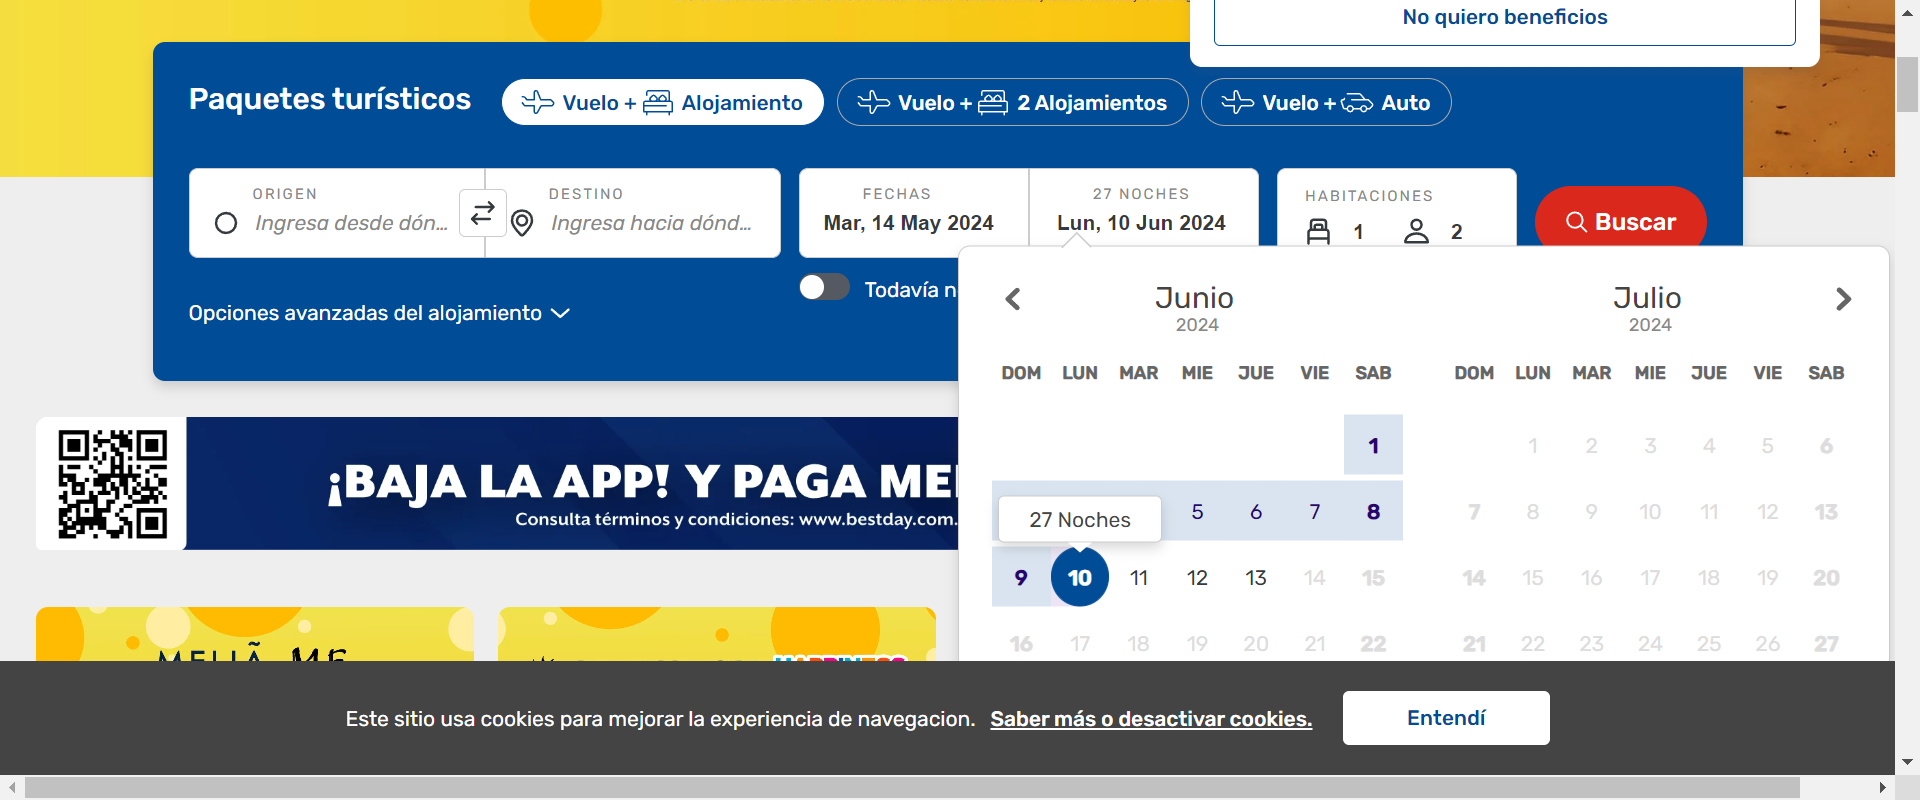 No quiero beneficios
Paquetes turísticos
Vuelo + Alojamiento
Vuelo + 2 Alojamientos
Vuelo + Auto
ORIGEN
Ingresa desde dón...
DESTINO
Ingresa hacia dónd...
FECHAS
Mar, 14 May 2024
27 NOCHES
Lun, 10 Jun 2024
HABITACIONES
1 2
Buscar
Todavía n
Opciones avanzadas del alojamiento
Junio
2024
DOM LUN MAR MIE JUE VIE SAB
1
5 6 7 8
27 Noches
9 10 11 12 13 14 15
16 17 18 19 20 21 22
Julio
2024
DOM LUN MAR MIE JUE VIE SAB
1 2 3 4 5 6
7 8 9 10 11 12 13
14 15 16 17 18 19 20
21 22 23 24 25 26 27
¡BAJA LA APP! Y PAGA ME
Consulta términos y condiciones: www.bestday.com.
MELIÃ ME
Este sitio usa cookies para mejorar la experiencia de navegacion. Saber más o desactivar cookies.
Entendí